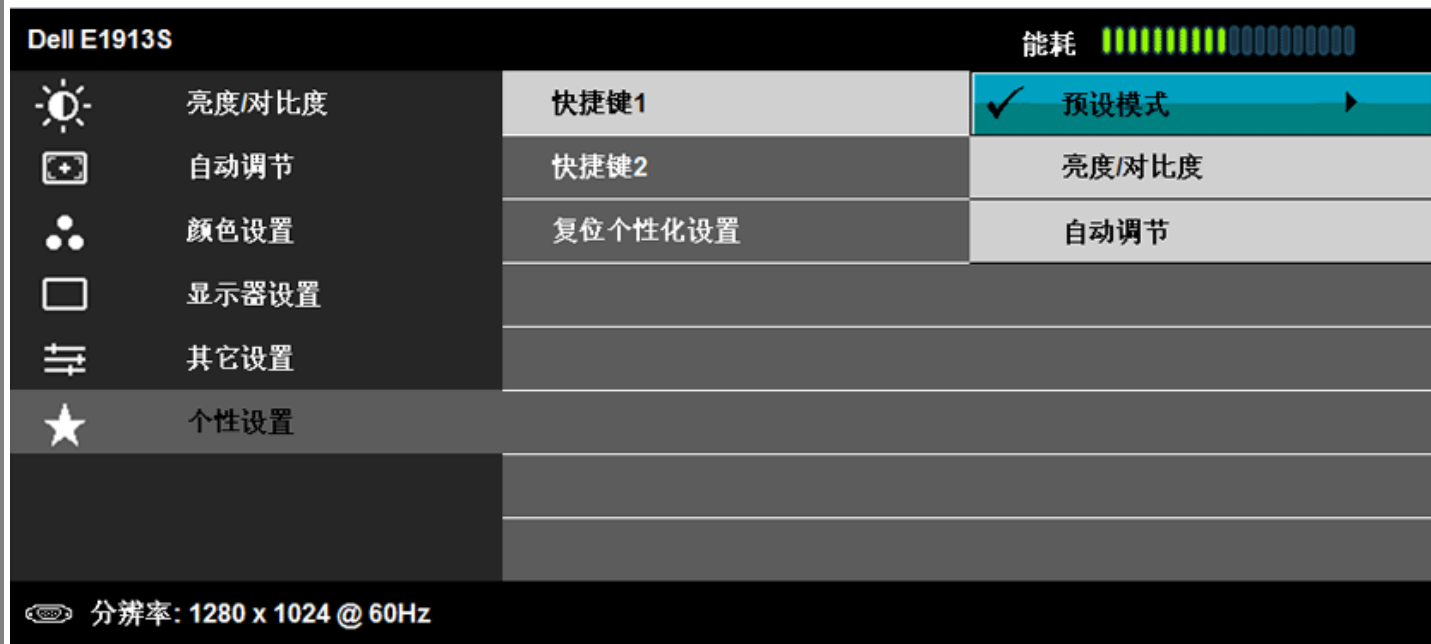 Dell E1913S 能耗
亮度/对比度 快捷键1 预设模式
自动调节 快捷键2 亮度/对比度
颜色设置 复位个性化设置 自动调节
显示器设置
其它设置
个性设置
分辨率: 1280 x 1024 @ 60Hz